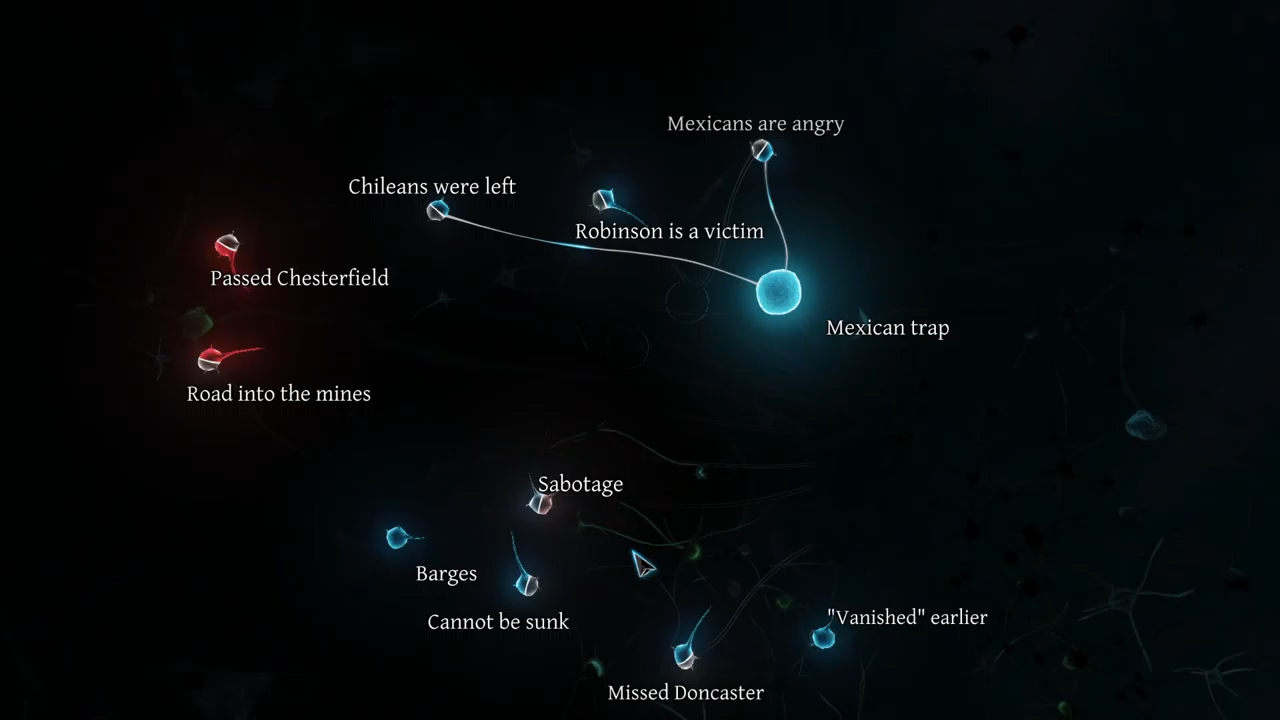 Mexicans are angry
Chileans were left
Robinson is a victim
Passed Chesterfield
Mexican trap
Road into the mines
Sabotage
Barges
Cannot be sunk
"Vanished" earlier
Missed Doncaster